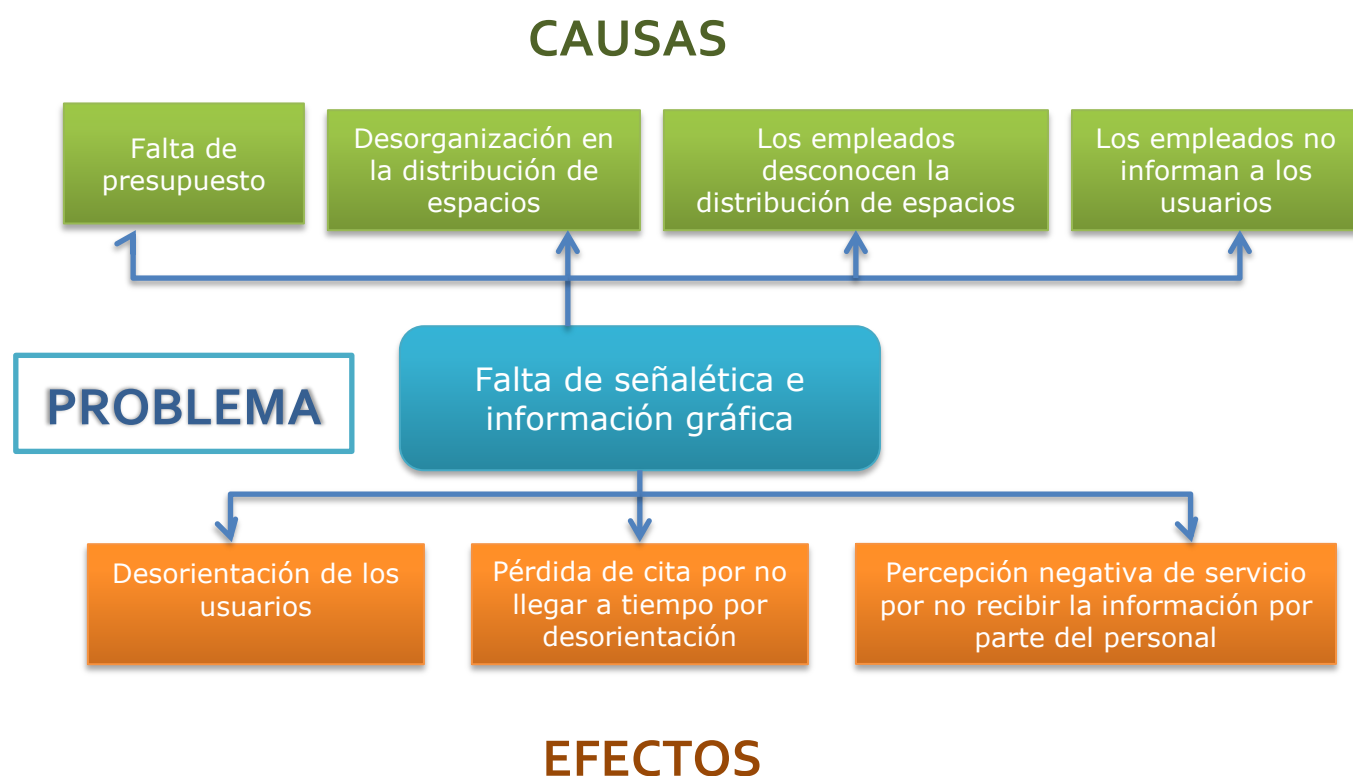 CAUSAS
Falta de
presupuesto
Desorganización en
la distribución de
espacios
Los empleados
desconocen la
distribución de espacios
Los empleados no
informan a los
usuarios
PROBLEMA
Falta de señalética e
información gráfica
Desorientación de los
usuarios
Pérdida de cita por no
llegar a tiempo por
desorientación
Percepción negativa de servicio
por no recibir la información por
parte del personal
EFECTOS